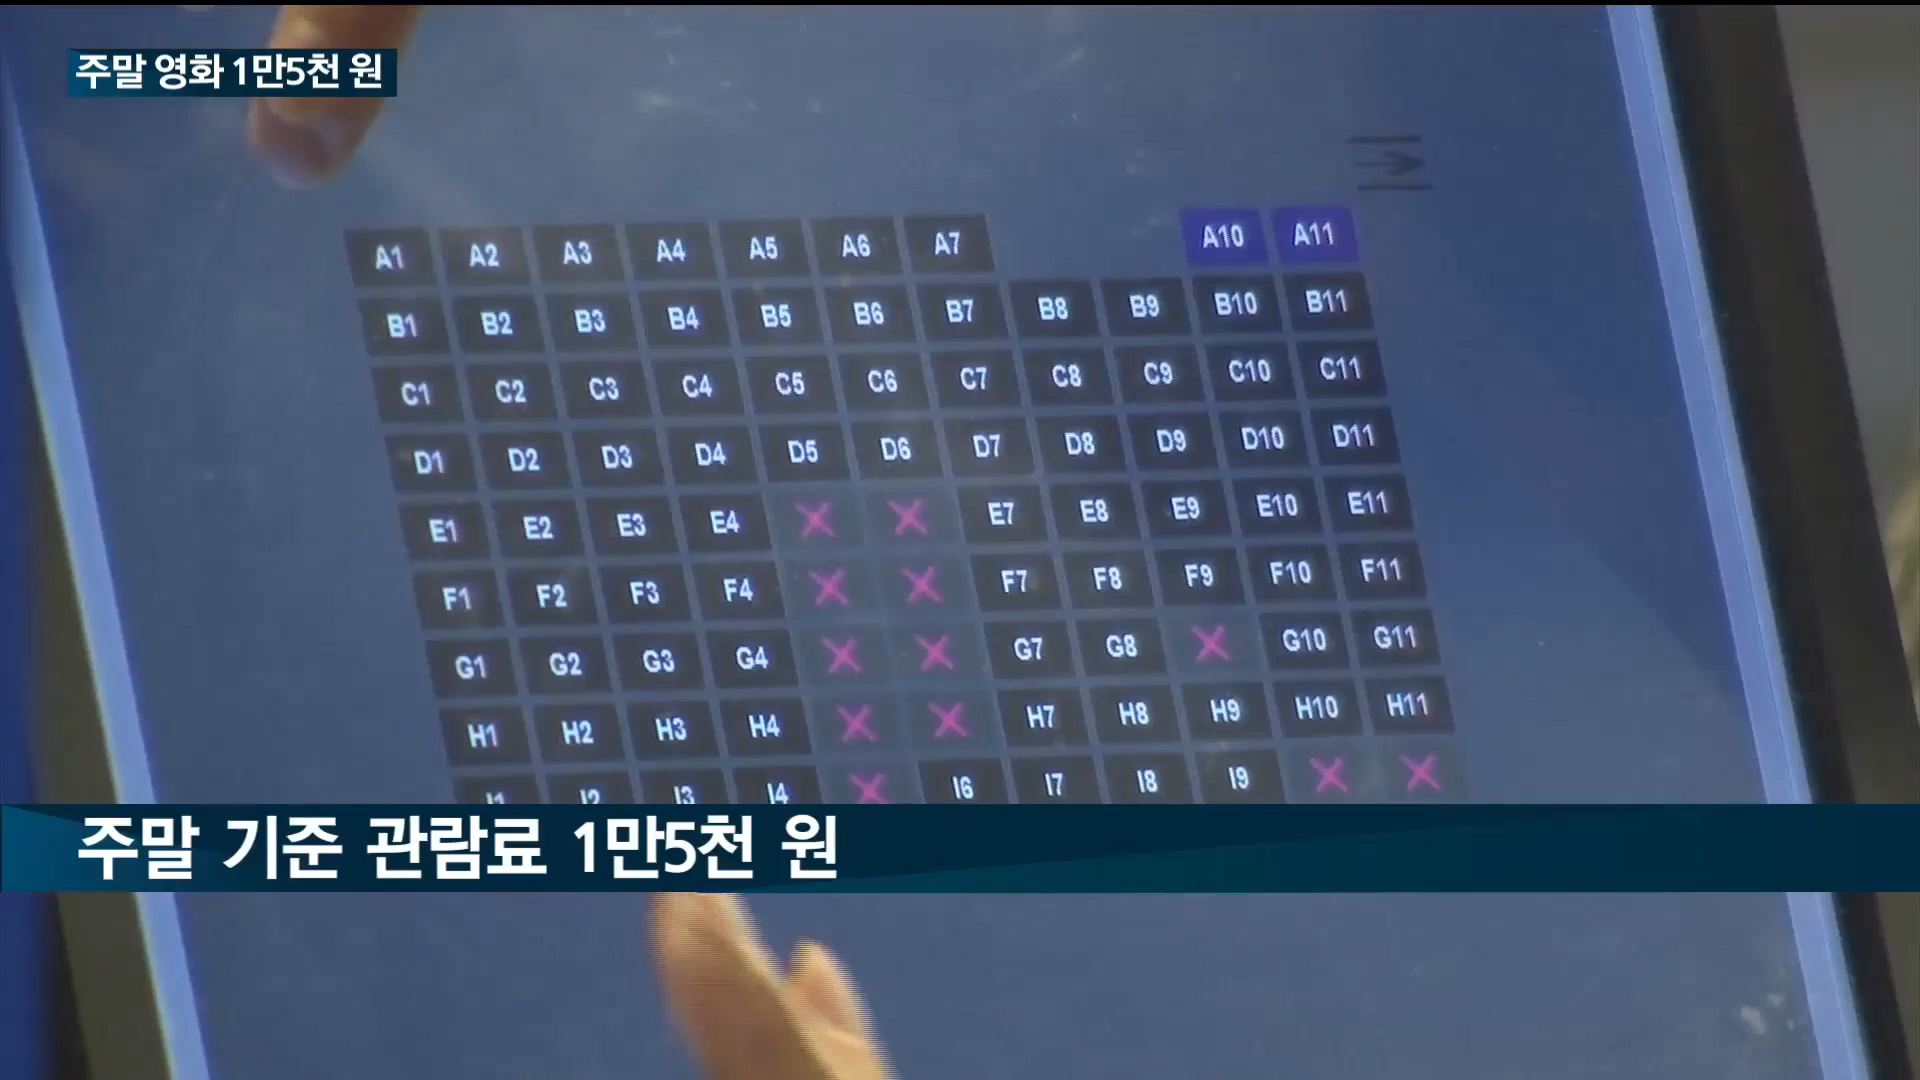 주말 영화 1만5천 원
A1 A2 A3 A4 A5 A6 A7 A10 A11
B1 B2 B3 B4 B5 B6 B7 B8 B9 B10 B11
C1 C2 C3 C4 C5 C6 C7 C8 C9 C10 C11
D1 D2 D3 D4 D5 D6 D7 D8 D9 D10 D11
E1 E2 E3 E4 E7 E8 E9 E10 E11
F1 F2 F3 F4 F7 F8 F9 F10 F11
G1 G2 G3 G4 G7 G8 G10 G11
H1 H2 H3 H4 H7 H8 H9 H10 H11
I1 I2 I3 I4 I6 I7 I8 I9
주말 기준 관람료 1만5천 원